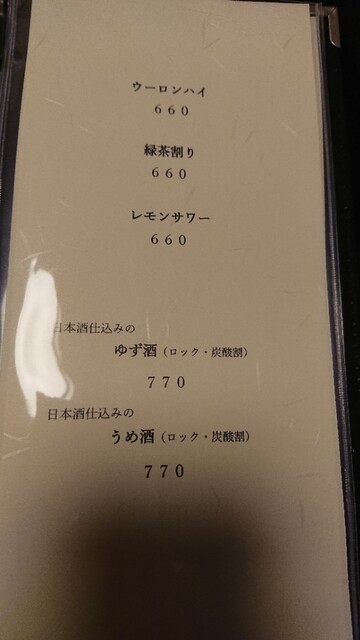 ウーロンハイ
660
緑茶割り
660
レモンサワー
660
日本酒仕込みの
ゆず酒(ロック・炭酸割)
770
日本酒仕込みの
うめ酒(ロック・炭酸割)
770